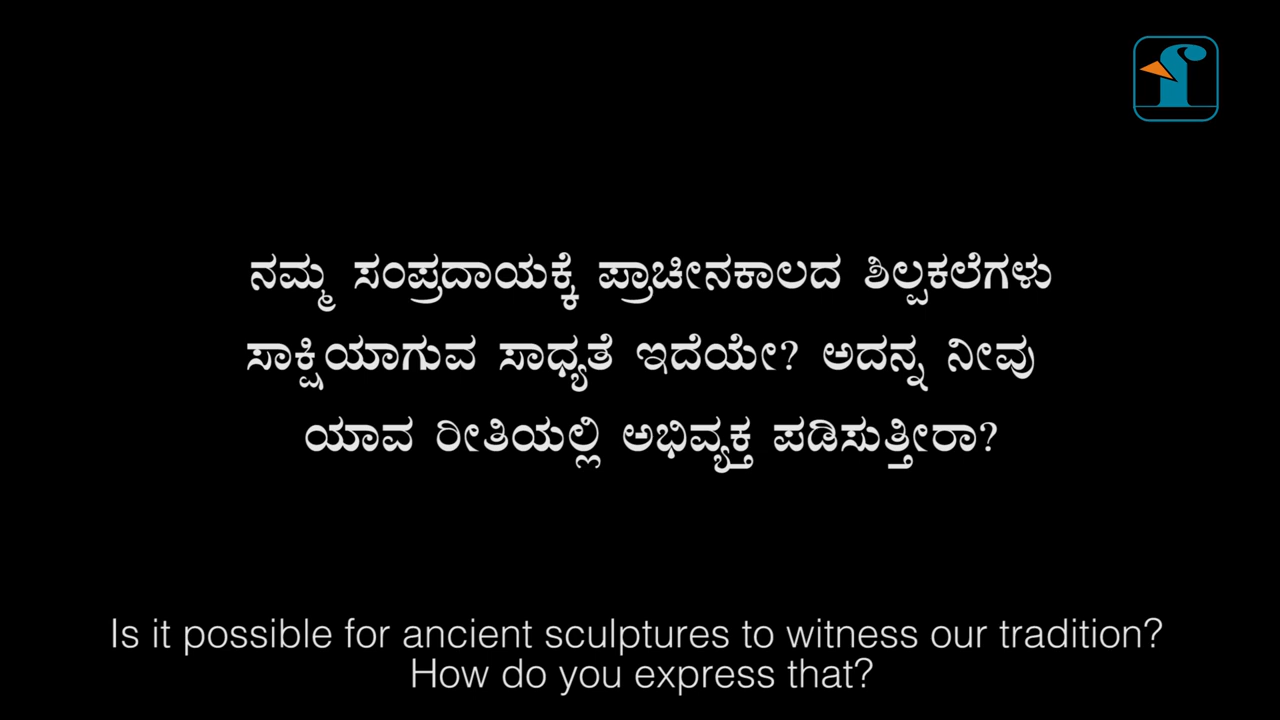 ನಮ್ಮ ಸಂಪ್ರದಾಯಕ್ಕೆ ಪ್ರಾಚೀನಕಾಲದ ಶಿಲ್ಪಕಲೆಗಳು
ಸಾಕ್ಷಿಯಾಗುವ ಸಾಧ್ಯತೆ ಇದೆಯೇ? ಅದನ್ನ ನೀವು
ಯಾವ ರೀತಿಯಲ್ಲಿ ಅಭಿವ್ಯಕ್ತ ಪಡಿಸುತ್ತೀರಾ?
Is it possible for ancient sculptures to witness our tradition?
How do you express that?